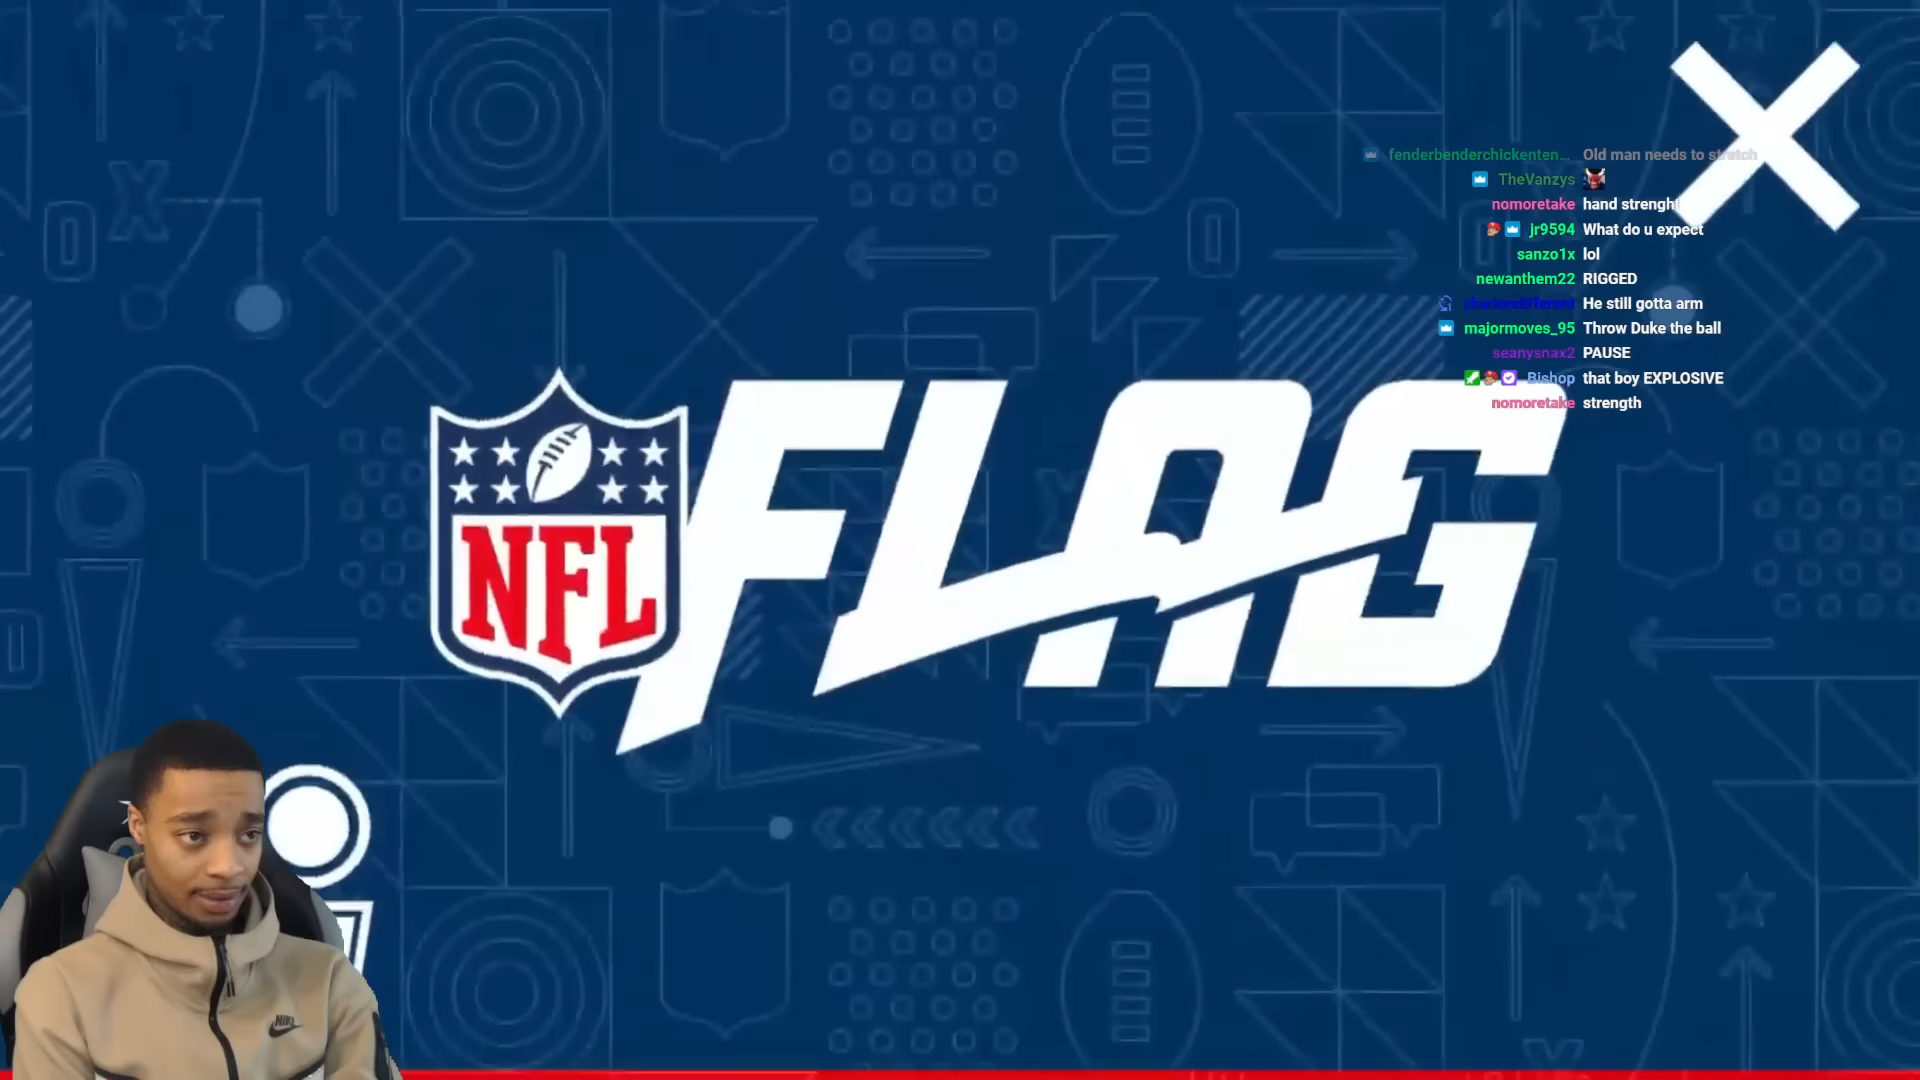 fenderbenderchickenten... Old man needs to stretch
TheVanzys
nomoretake hand strenght
jr9594 What do u expect
sanzo1x lol
newanthem22 RIGGED
He still gotta arm
majormoves_95 Throw Duke the ball
seanysnax2 PAUSE
Bishop that boy EXPLOSIVE
nomoretake strength
NFL FLAG
NIKE